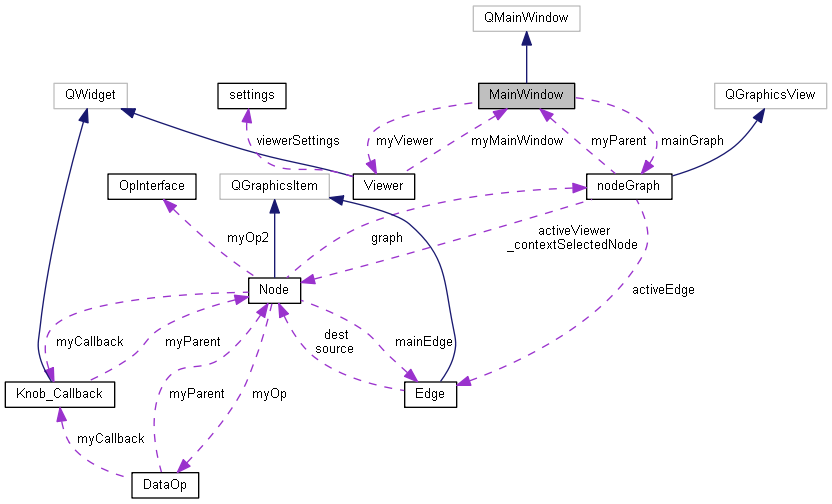 QMainWindow
QWidget
settings
MainWindow
QGraphicsView
viewerSettings
myViewer
myMainWindow
myParent
mainGraph
OpInterface
QGraphicsItem
Viewer
nodeGraph
myOp2
graph
activeViewer
_contextSelectedNode
Node
activeEdge
myCallback
myParent
dest
source
mainEdge
Knob_Callback
myParent
myOp
Edge
myCallback
DataOp